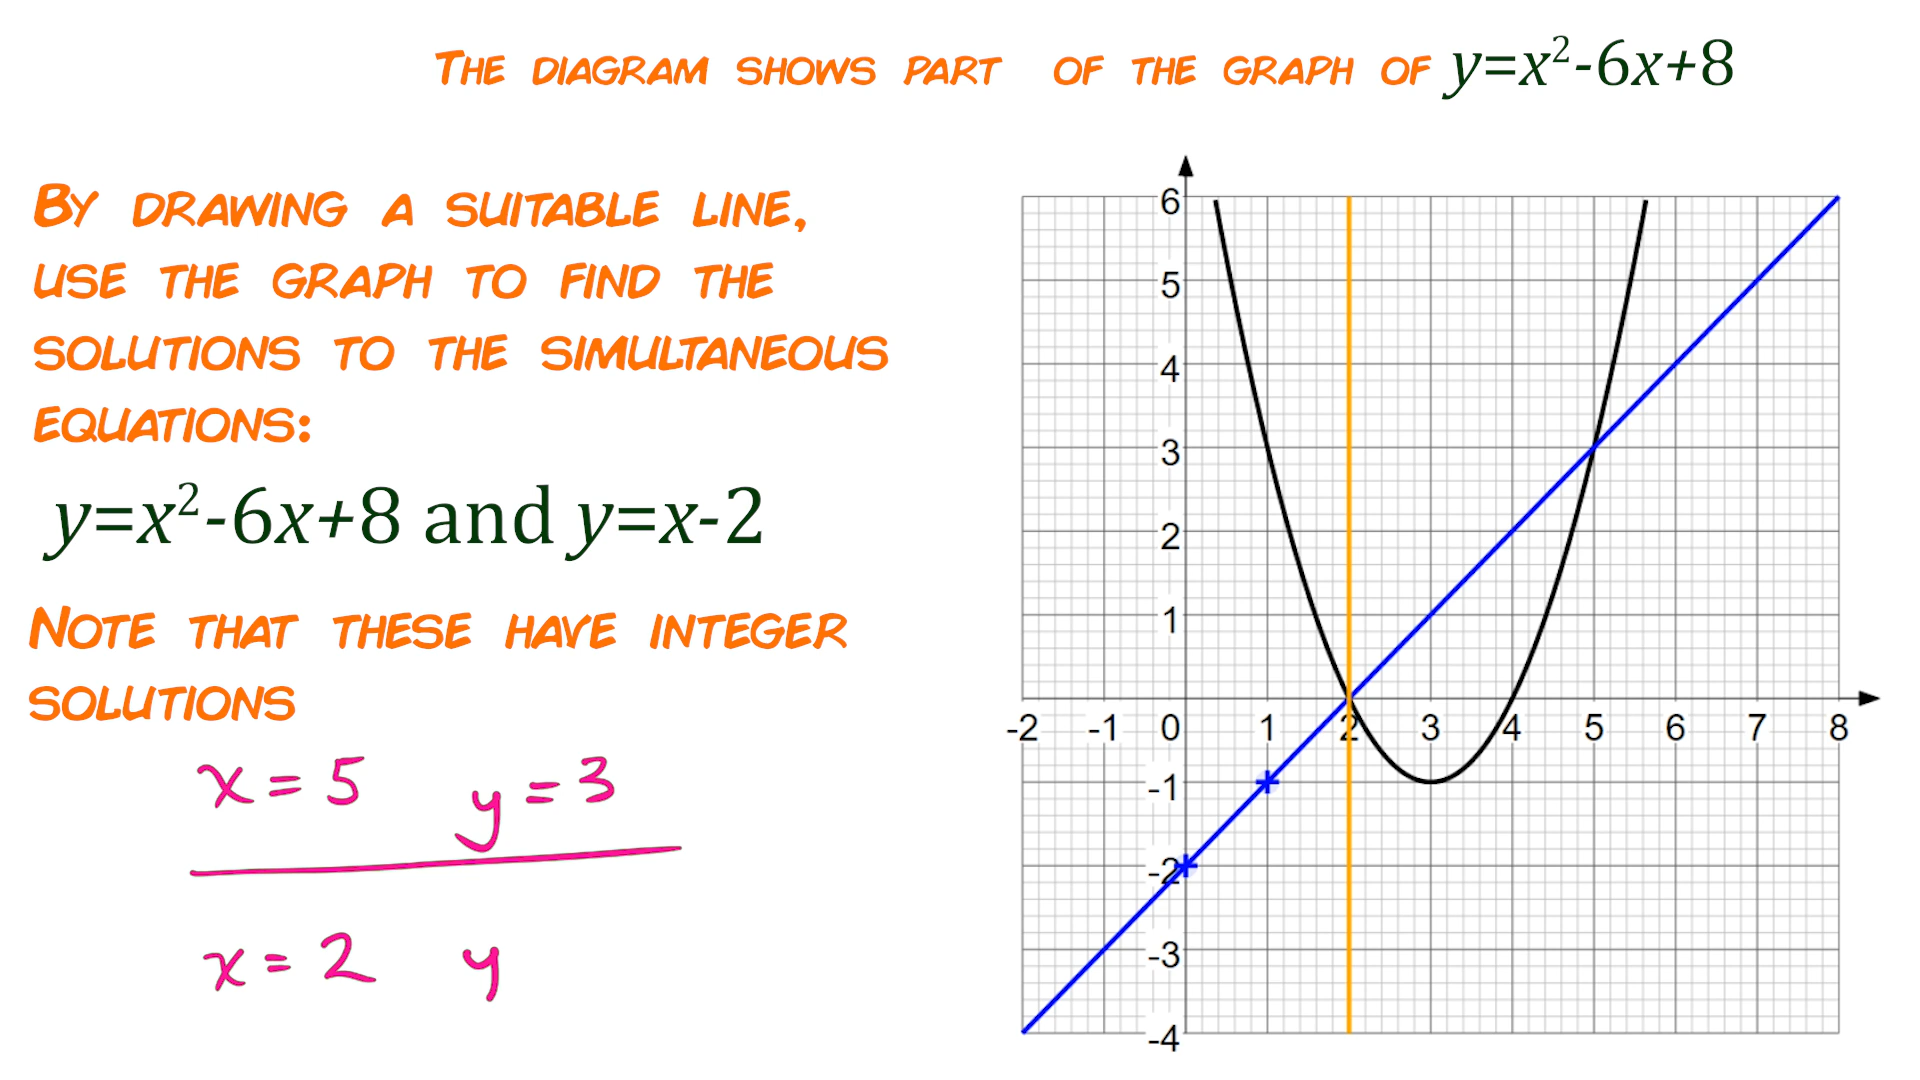 The diagram shows part of the graph of y=x²-6x+8
By drawing a suitable line,
use the graph to find the
solutions to the simultaneous
equations:
y=x²-6x+8 and y=x-2
Note that these have integer
solutions
x = 5 y = 3
x = 2 y
6
5
4
3
2
1
-2 -1 0 1 2 3 4 5 6 7 8
-1
-2
-3
-4